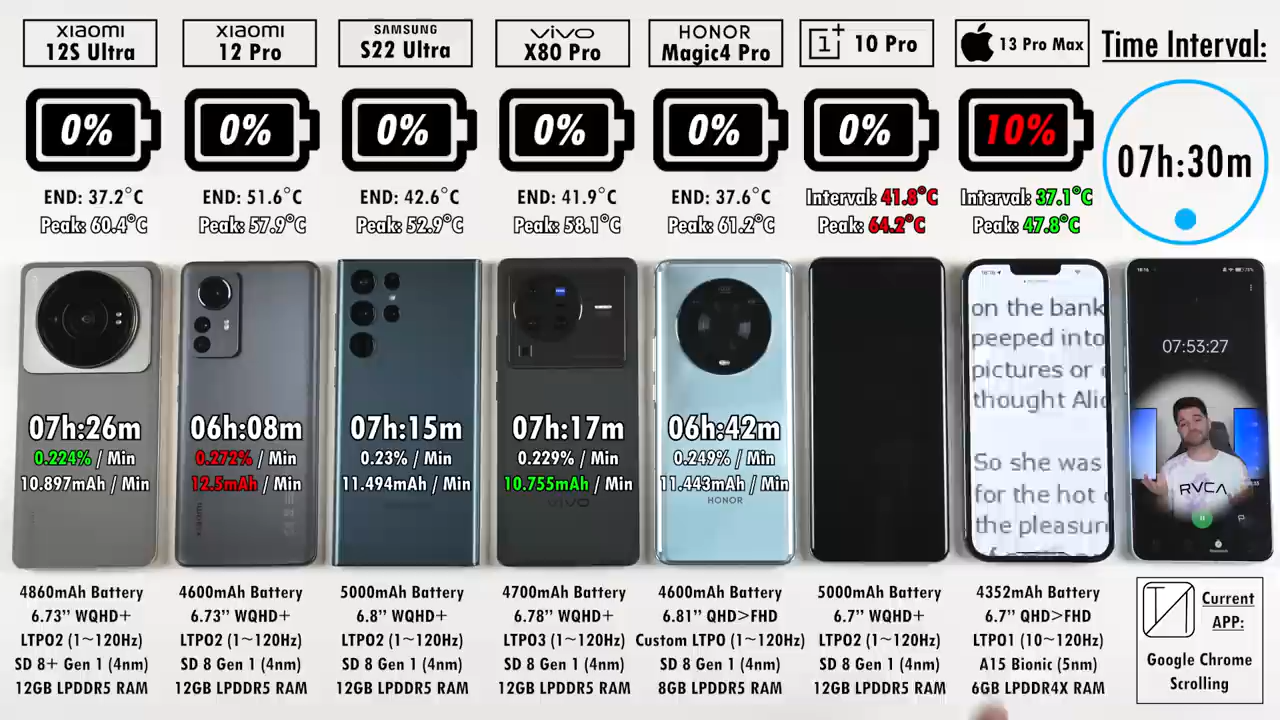 XIAOMI
12S Ultra
XIAOMI
12 Pro
SAMSUNG
S22 Ultra
vivo
X80 Pro
HONOR
Magic4 Pro
1+ 10 Pro
13 Pro Max
Time Interval:
0%
0%
0%
0%
0%
0%
10%
07h:30m
END: 37.2°C
Peak: 60.4°C
END: 51.6°C
Peak: 57.9°C
END: 42.6°C
Peak: 52.9°C
END: 41.9°C
Peak: 58.1°C
END: 37.6°C
Peak: 61.2°C
Interval: 41.8°C
Peak: 64.2°C
Interval: 37.1°C
Peak: 47.8°C
07h:26m
0.224% / Min
10.897mAh / Min
06h:08m
0.272% / Min
12.5mAh / Min
xiaomi
07h:15m
0.23% / Min
11.494mAh / Min
07h:17m
0.229% / Min
10.755mAh / Min
vivo
06h:42m
0.249% / Min
11.443mAh / Min
HONOR
18:16
on the bank
peeped into
pictures or
thought Alic
So she was
for the hot
the pleasur
18:16
07:53:27
RVCA
4860mAh Battery
6.73’’ WQHD+
LTPO2 (1~120Hz)
SD 8+ Gen 1 (4nm)
12GB LPDDR5 RAM
4600mAh Battery
6.73’’ WQHD+
LTPO2 (1~120Hz)
SD 8 Gen 1 (4nm)
12GB LPDDR5 RAM
5000mAh Battery
6.8’’ WQHD+
LTPO2 (1~120Hz)
SD 8 Gen 1 (4nm)
12GB LPDDR5 RAM
4700mAh Battery
6.78’’ WQHD+
LTPO3 (1~120Hz)
SD 8 Gen 1 (4nm)
12GB LPDDR5 RAM
4600mAh Battery
6.81’’ QHD>FHD
Custom LTPO (1~120Hz)
SD 8 Gen 1 (4nm)
8GB LPDDR5 RAM
5000mAh Battery
6.7’’ WQHD+
LTPO2 (1~120Hz)
SD 8 Gen 1 (4nm)
12GB LPDDR5 RAM
4352mAh Battery
6.7’’ QHD>FHD
LTPO1 (10~120Hz)
A15 Bionic (5nm)
6GB LPDDR4X RAM
Current
APP:
Google Chrome
Scrolling